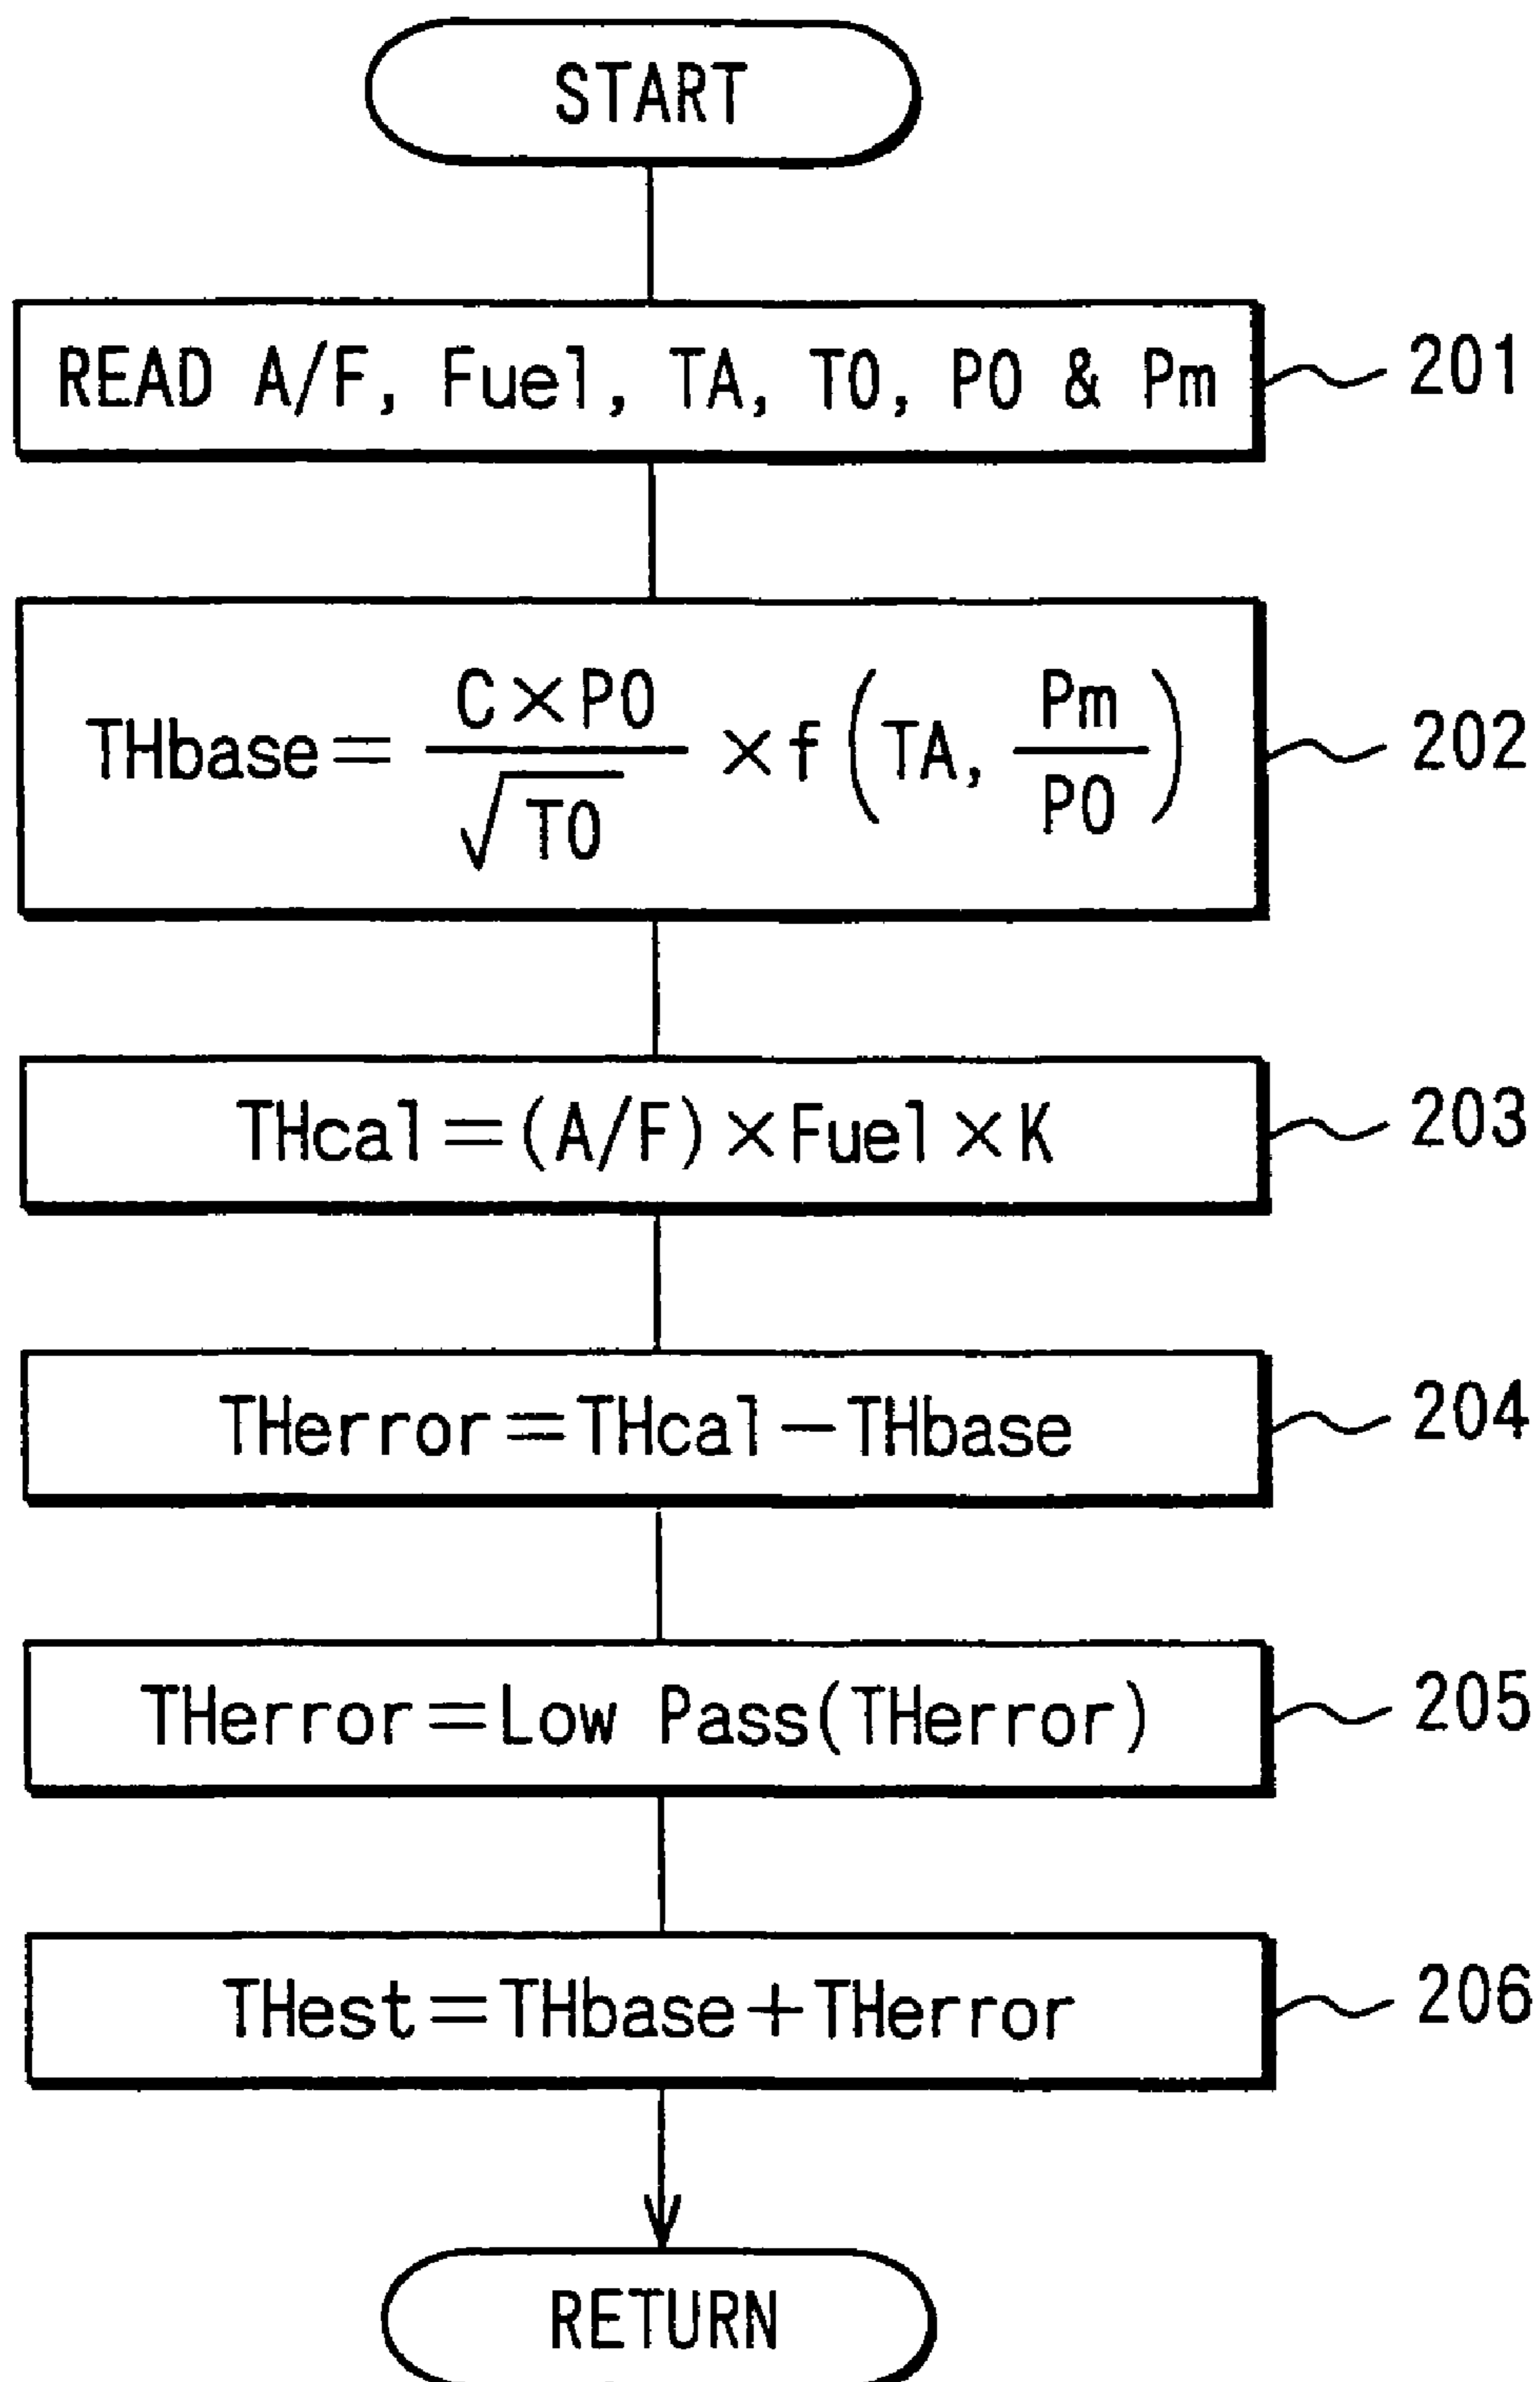 START
READ A/F, Fuel, TA, T0, P0 & Pm 201
THbase = C×P0 / √T0 ×f(TA, Pm/P0) 202
THcal=(A/F)×Fuel×K 203
THerror=THcal−THbase 204
THerror=Low Pass(THerror) 205
THest=THbase+THerror 206
RETURN